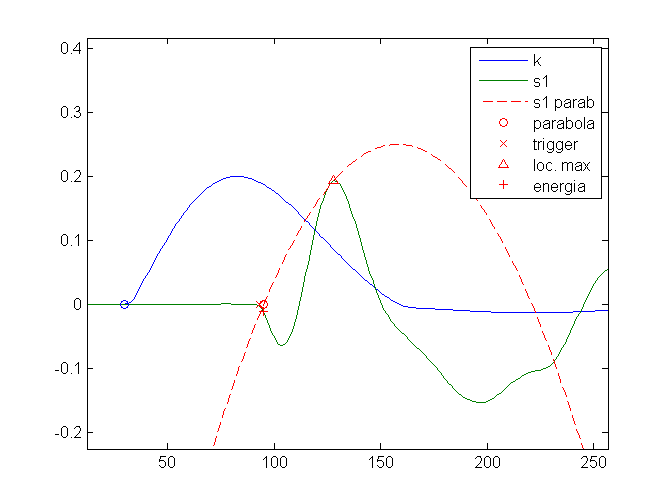 0.4
0.3
0.2
0.1
0
-0.1
-0.2
50
100
150
200
250
k
s1
s1 parab
parabola
trigger
loc. max
energia